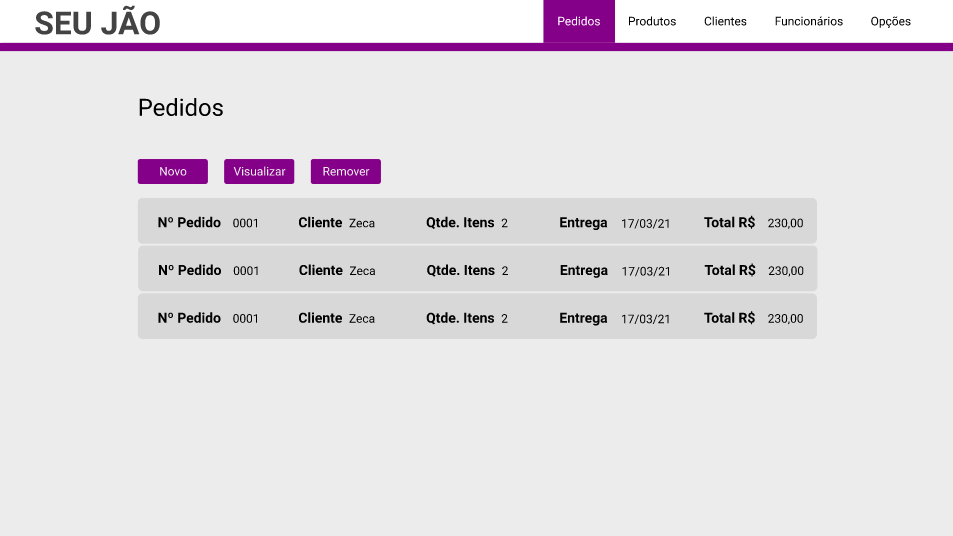 SEU JÃO
Pedidos Produtos Clientes Funcionários Opções
Pedidos
Novo Visualizar Remover
Nº Pedido 0001 Cliente Zeca Qtde. Itens 2 Entrega 17/03/21 Total R$ 230,00
Nº Pedido 0001 Cliente Zeca Qtde. Itens 2 Entrega 17/03/21 Total R$ 230,00
Nº Pedido 0001 Cliente Zeca Qtde. Itens 2 Entrega 17/03/21 Total R$ 230,00